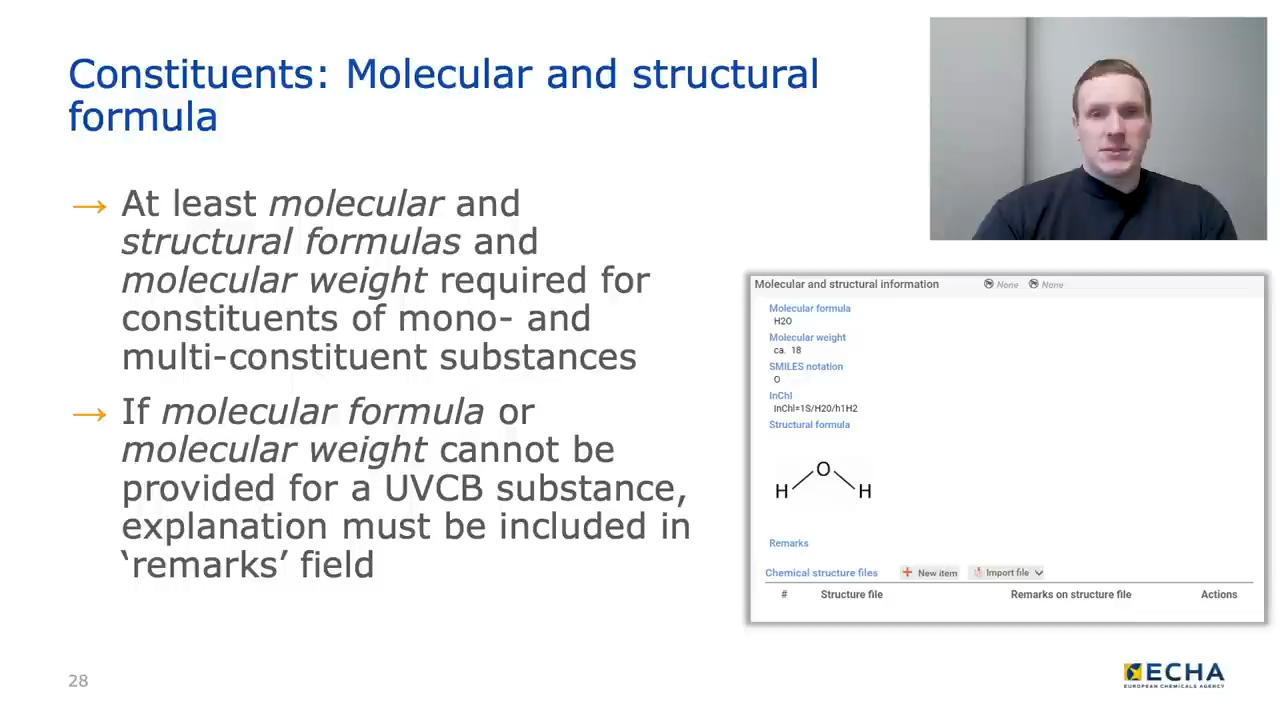 Constituents: Molecular and structural
formula
→ At least molecular and
structural formulas and
molecular weight required for
constituents of mono- and
multi-constituent substances
→ If molecular formula or
molecular weight cannot be
provided for a UVCB substance,
explanation must be included in
‘remarks’ field
Molecular and structural information None None
Molecular formula
H2O
Molecular weight
ca. 18
SMILES notation
O
InChI
InChI=1S/H2O/h1H2
Structural formula
O
H H
Remarks
Chemical structure files + New item Import file
# Structure file Remarks on structure file Actions
28
ECHA
EUROPEAN CHEMICALS AGENCY